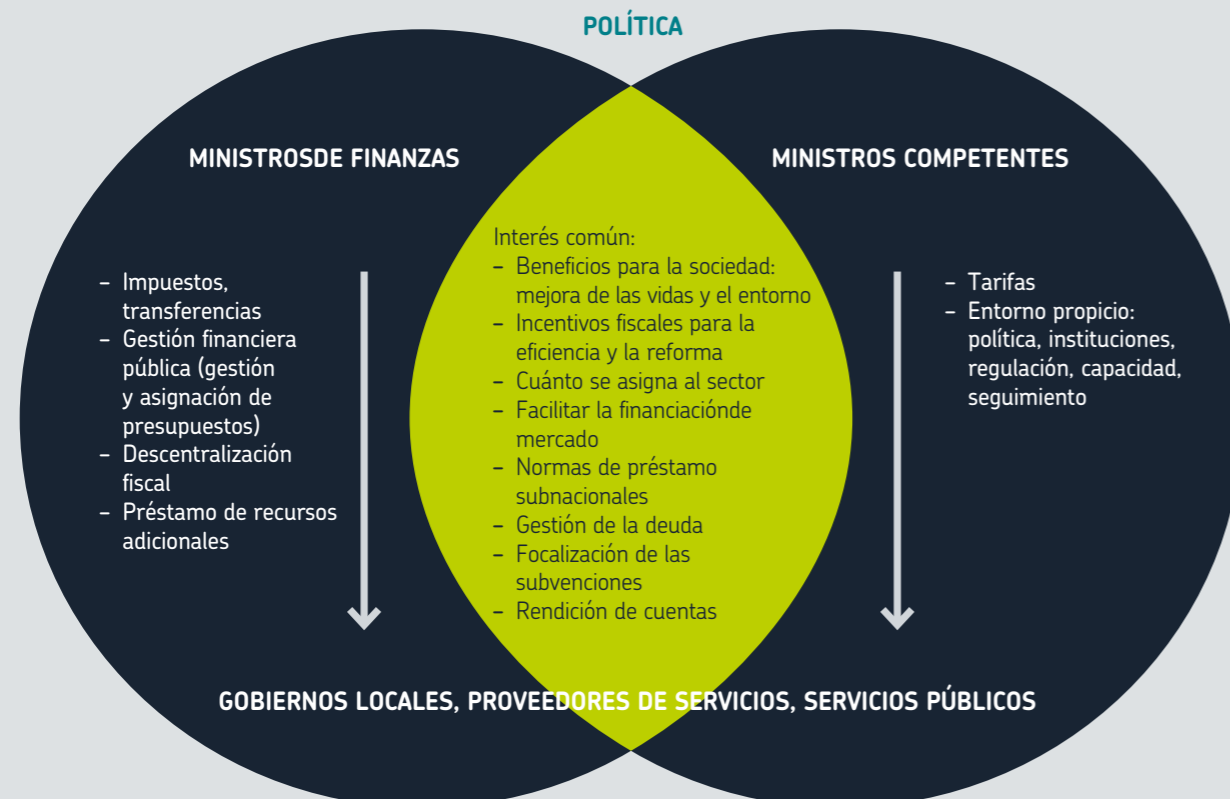 POLÍTICA
MINISTROSDE FINANZAS
– Impuestos,
transferencias
– Gestión financiera
pública (gestión
y asignación de
presupuestos)
– Descentralización
fiscal
– Préstamo de recursos
adicionales
Interés común:
– Beneficios para la sociedad:
mejora de las vidas y el entorno
– Incentivos fiscales para la
eficiencia y la reforma
– Cuánto se asigna al sector
– Facilitar la financiaciónde
mercado
– Normas de préstamo
subnacionales
– Gestión de la deuda
– Focalización de las
subvenciones
– Rendición de cuentas
MINISTROS COMPETENTES
– Tarifas
– Entorno propicio:
política, instituciones,
regulación, capacidad,
seguimiento
GOBIERNOS LOCALES, PROVEEDORES DE SERVICIOS, SERVICIOS PÚBLICOS